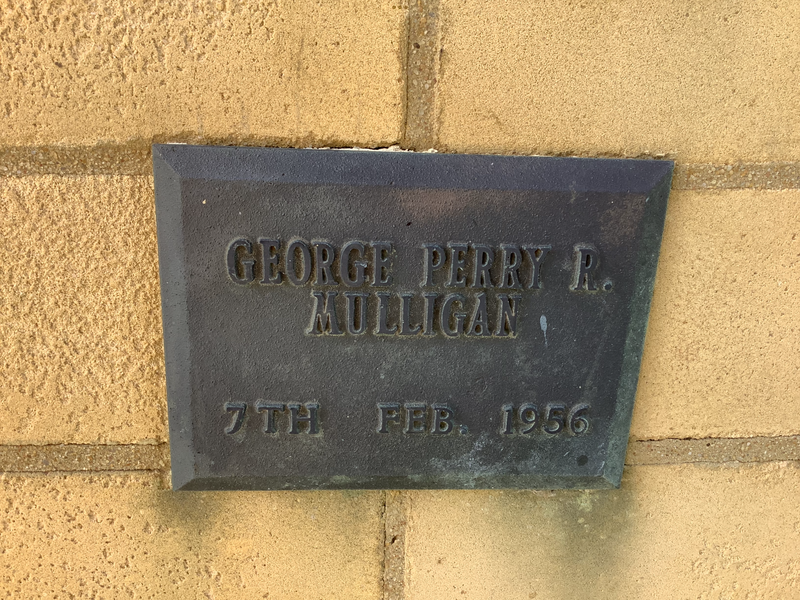 GEORGE PERRY R.
MULLIGAN
7TH FEB. 1956